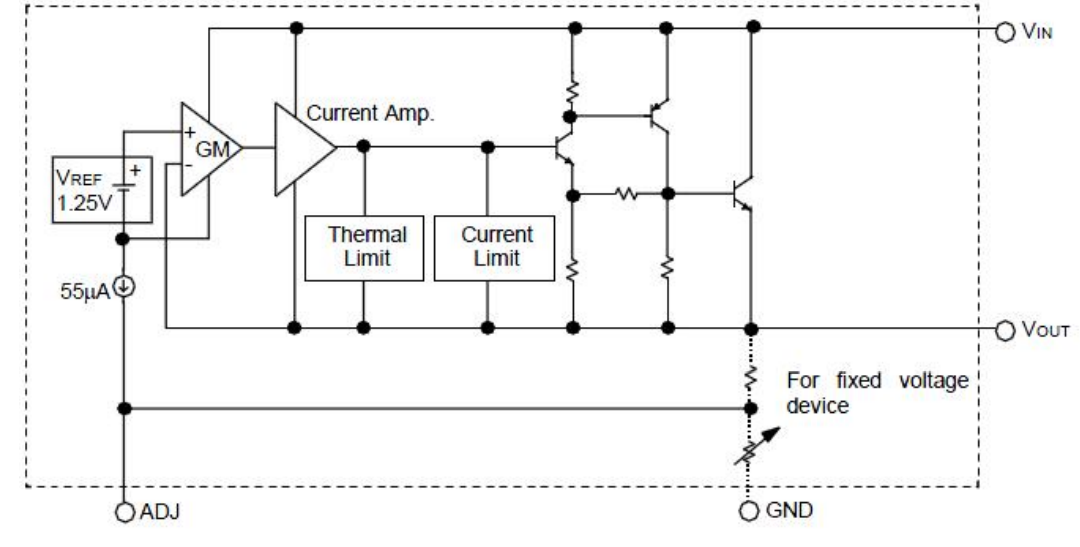 VIN
Current Amp.
+
GM
-
+
VREF
1.25V
Thermal
Limit
Current
Limit
55µA
VOUT
For fixed voltage
device
ADJ
GND